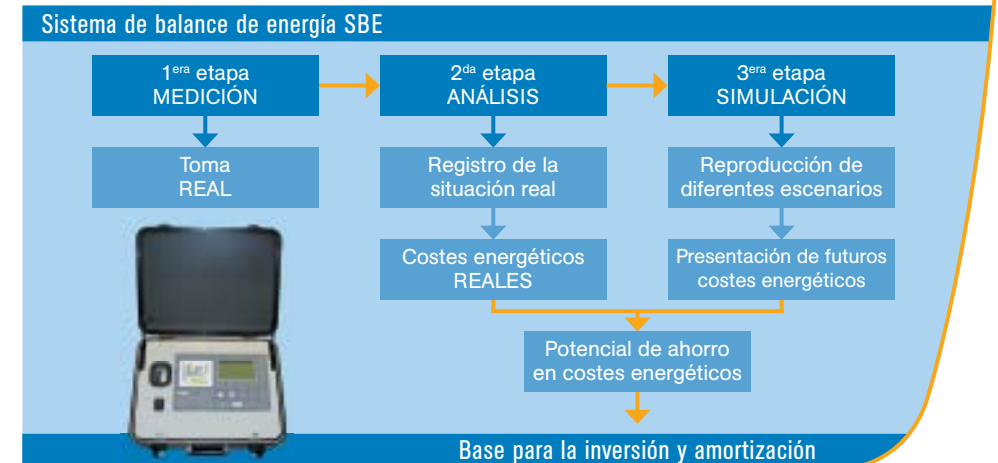 Sistema de balance de energía SBE
1era etapa
MEDICIÓN
2da etapa
ANÁLISIS
3era etapa
SIMULACIÓN
Toma
REAL
Registro de la
situación real
Reproducción de
diferentes escenarios
Costes energéticos
REALES
Presentación de futuros
costes energéticos
Potencial de ahorro
en costes energéticos
Base para la inversión y amortización